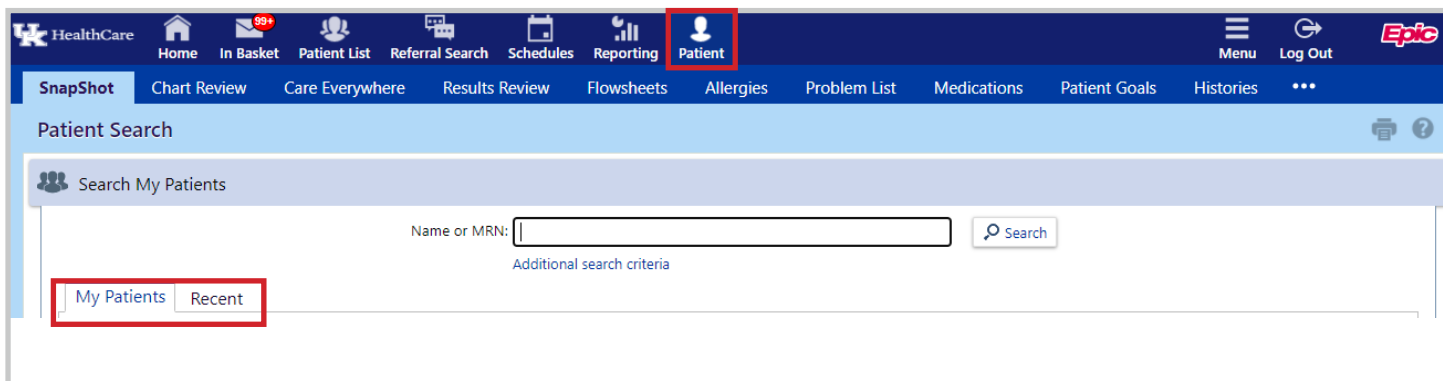 UK HealthCare
Home In Basket 99+ Patient List Referral Search Schedules Reporting Patient Menu Log Out Epic
SnapShot Chart Review Care Everywhere Results Review Flowsheets Allergies Problem List Medications Patient Goals Histories •••
Patient Search
Search My Patients
Name or MRN: Search
Additional search criteria
My Patients Recent